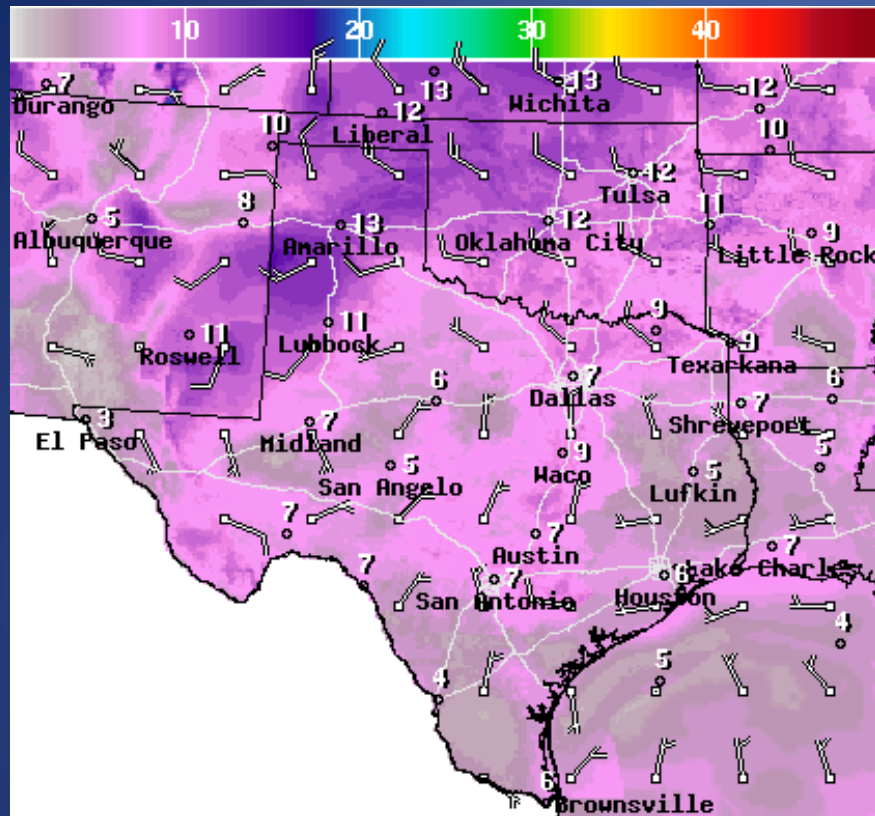 10 20 30 40
7 13 13 12
Durango Wichita
12
Liberal
10 10
12
Tulsa
5 8 13 12 11 9
Albuquerque Amarillo Oklahoma City Little Rock
11 11 9
Roswell Lubbock Texarkana
9
7
Dallas
6 6
3 7 7
El Paso Midland Shreveport
5 9 5 5
San Angelo Waco Lufkin
7 7 7
Austin Lake Charles
7 7 6
San Antonio Houston
4
5
4
6
Brownsville